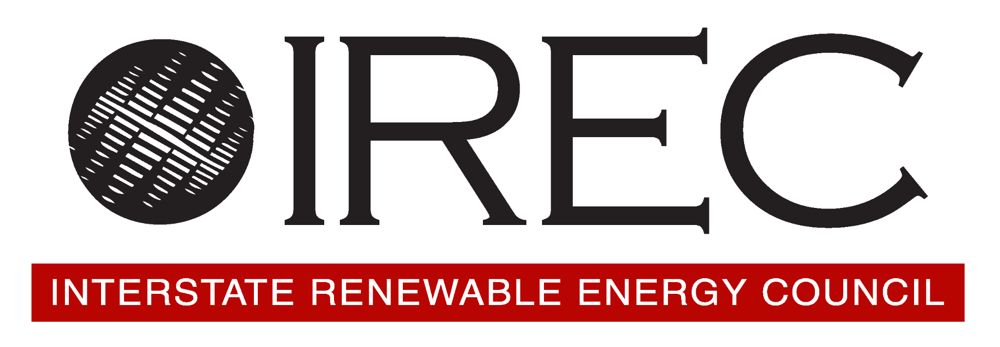 IREC
INTERSTATE RENEWABLE ENERGY COUNCIL